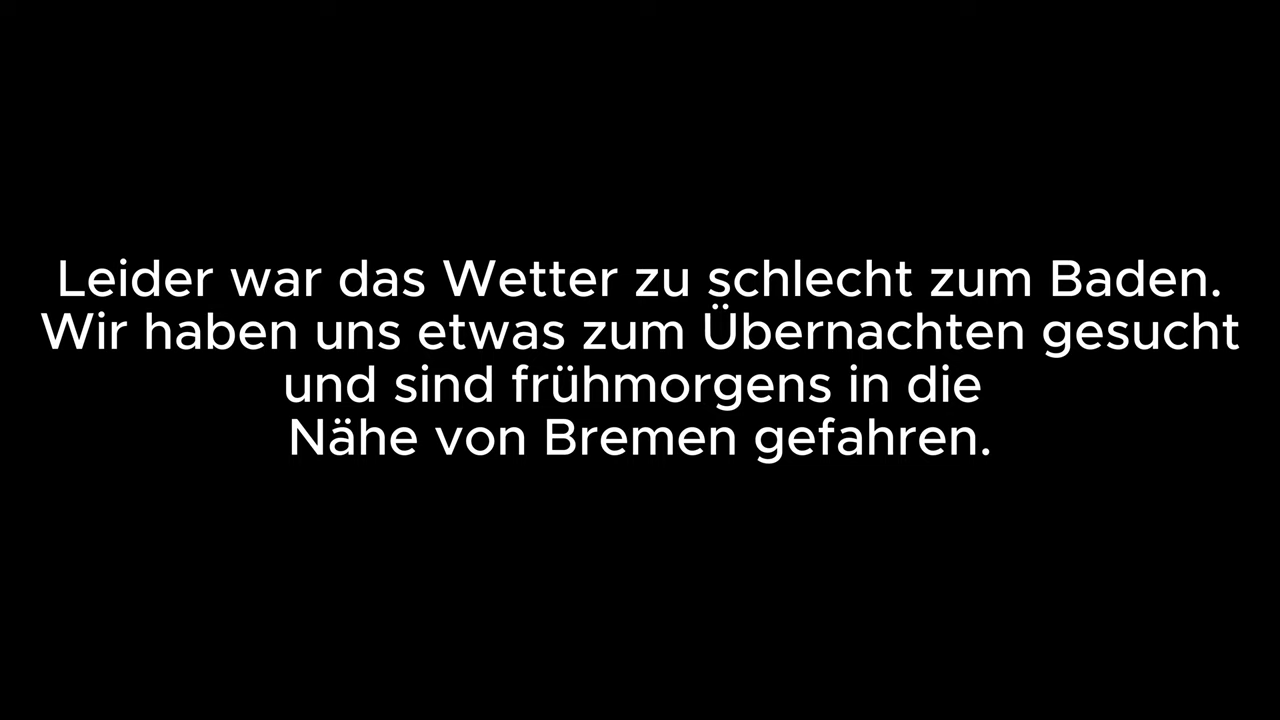 Leider war das Wetter zu schlecht zum Baden.
Wir haben uns etwas zum Übernachten gesucht
und sind frühmorgens in die
Nähe von Bremen gefahren.